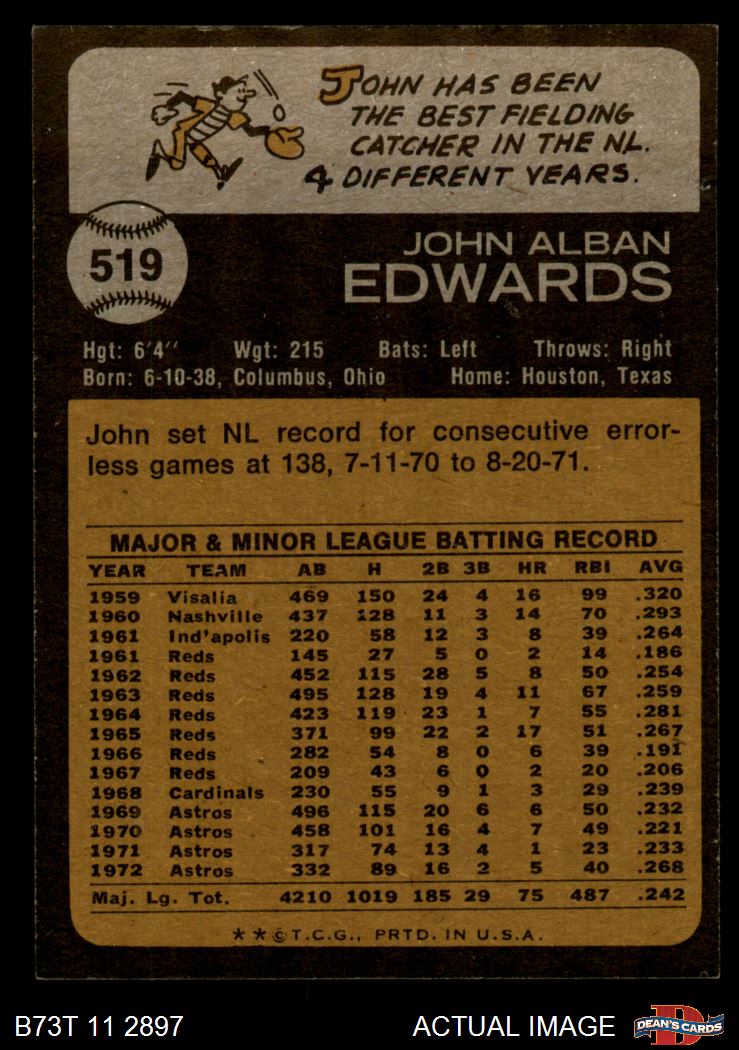 JOHN HAS BEEN
THE BEST FIELDING
CATCHER IN THE NL.
4 DIFFERENT YEARS.
519
JOHN ALBAN
EDWARDS
Hgt: 6'4" Wgt: 215 Bats: Left Throws: Right
Born: 6-10-38, Columbus, Ohio Home: Houston, Texas
John set NL record for consecutive error-
less games at 138, 7-11-70 to 8-20-71.
MAJOR & MINOR LEAGUE BATTING RECORD
YEAR TEAM AB H 2B 3B HR RBI AVG
1959 Visalia 469 150 24 4 16 99 .320
1960 Nashville 437 128 11 3 14 70 .293
1961 Ind'apolis 220 58 12 3 8 39 .264
1961 Reds 145 27 5 0 2 14 .186
1962 Reds 452 115 28 5 8 50 .254
1963 Reds 495 128 19 4 11 67 .259
1964 Reds 423 119 23 1 7 55 .281
1965 Reds 371 99 22 2 17 51 .267
1966 Reds 282 54 8 0 6 39 .191
1967 Reds 209 43 6 0 2 20 .206
1968 Cardinals 230 55 9 1 3 29 .239
1969 Astros 496 115 20 6 6 50 .232
1970 Astros 458 101 16 4 7 49 .221
1971 Astros 317 74 13 4 1 23 .233
1972 Astros 332 89 16 2 5 40 .268
Maj. Lg. Tot. 4210 1019 185 29 75 487 .242
* * © T.C.G., PRTD. IN U.S.A.
B73T 11 2897 ACTUAL IMAGE D DEAN'S CARDS